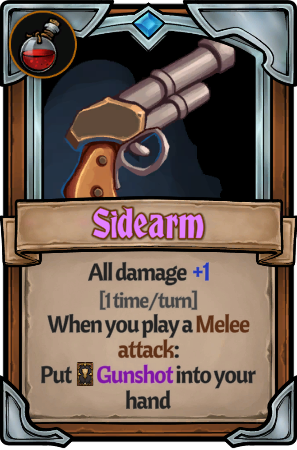 Sidearm
All damage +1
[1 time/turn]
When you play a Melee
attack:
Put Gunshot into your
hand